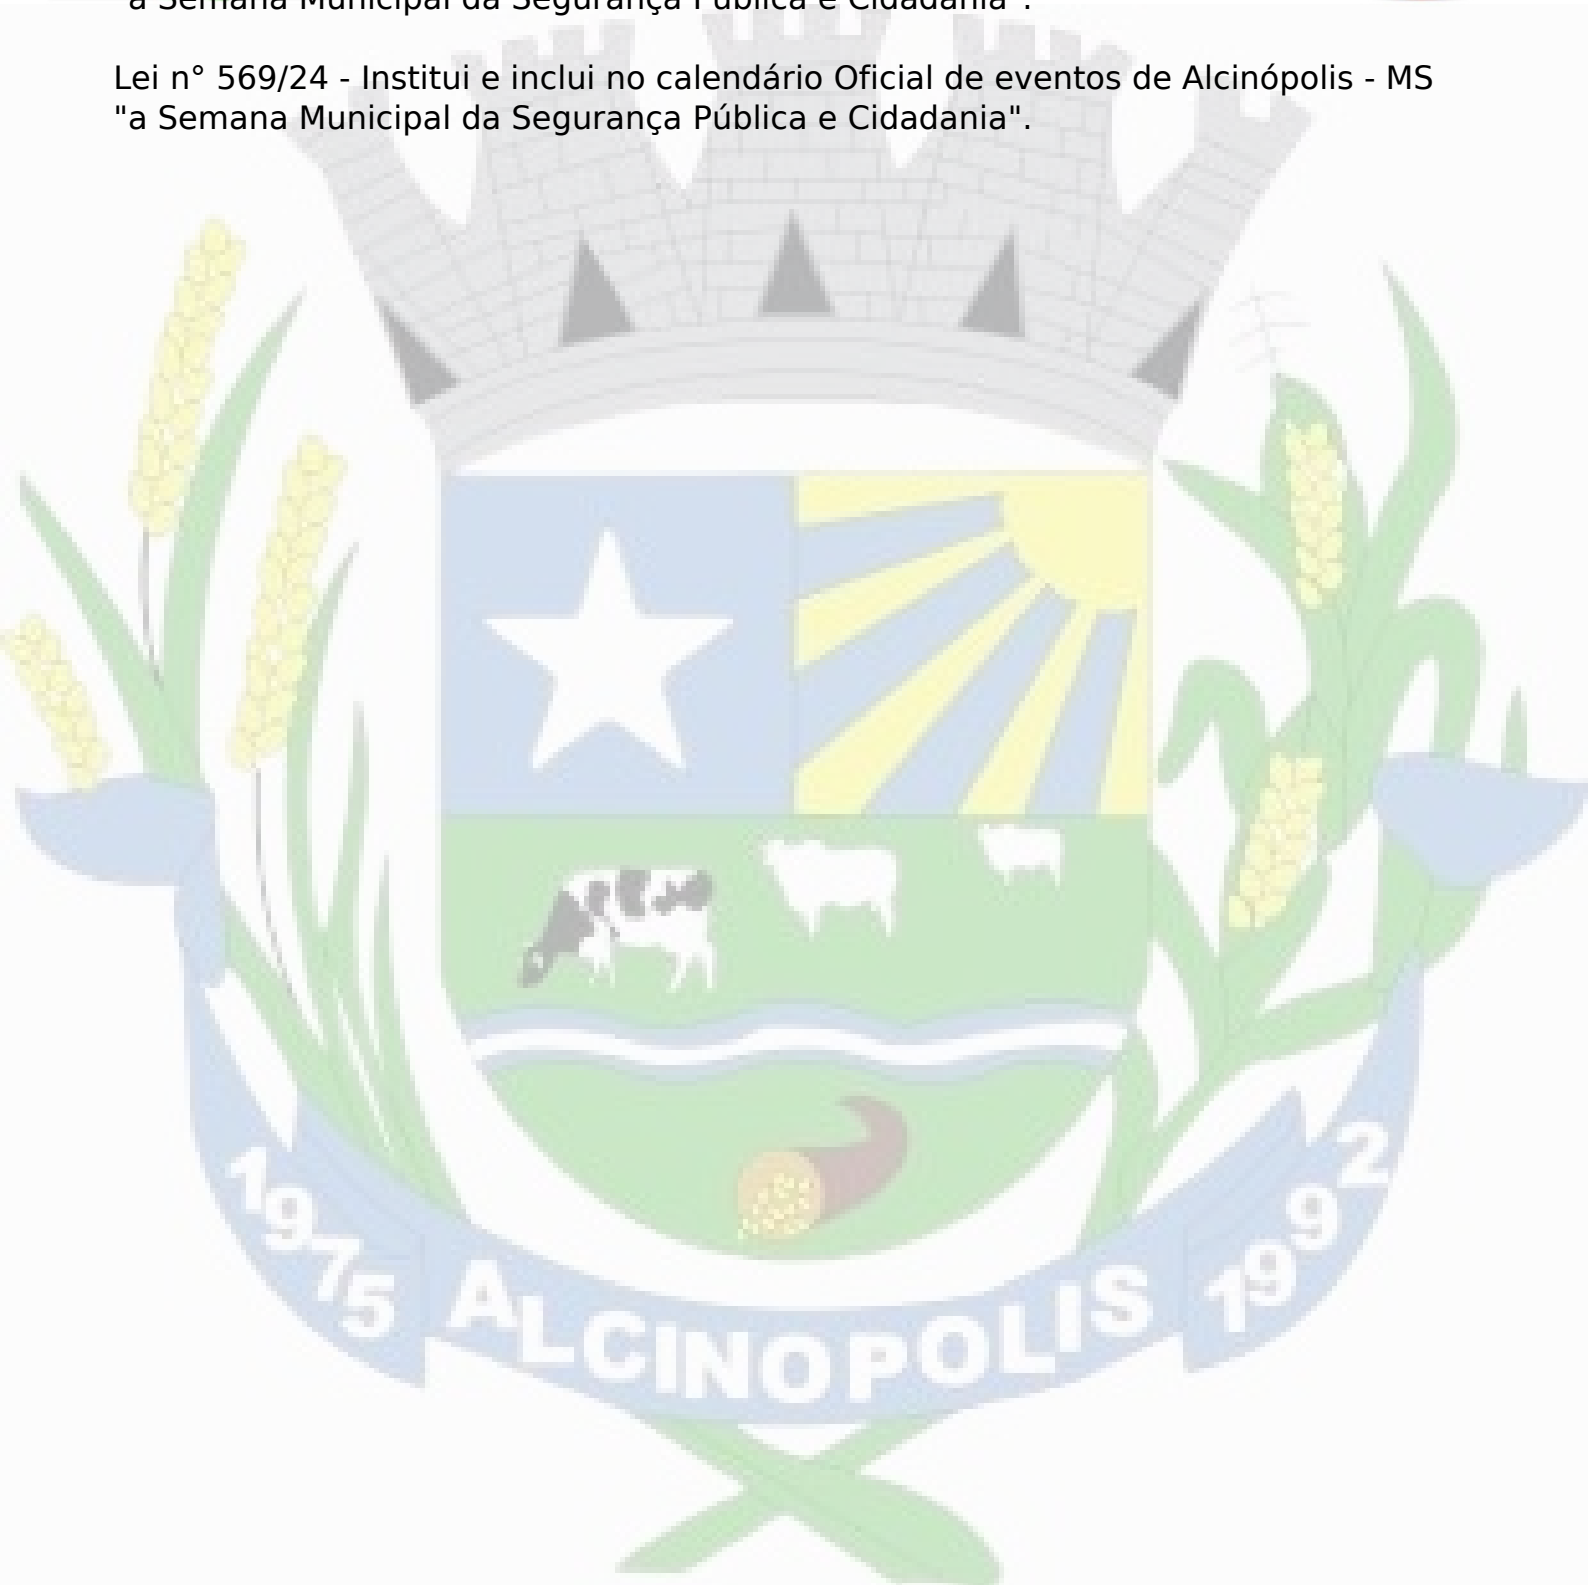 "a Semana Municipal da Segurança Pública e Cidadania".
Lei n° 569/24 - Institui e inclui no calendário Oficial de eventos de Alcinópolis - MS
"a Semana Municipal da Segurança Pública e Cidadania".
1975 ALCINOPOLIS 1992